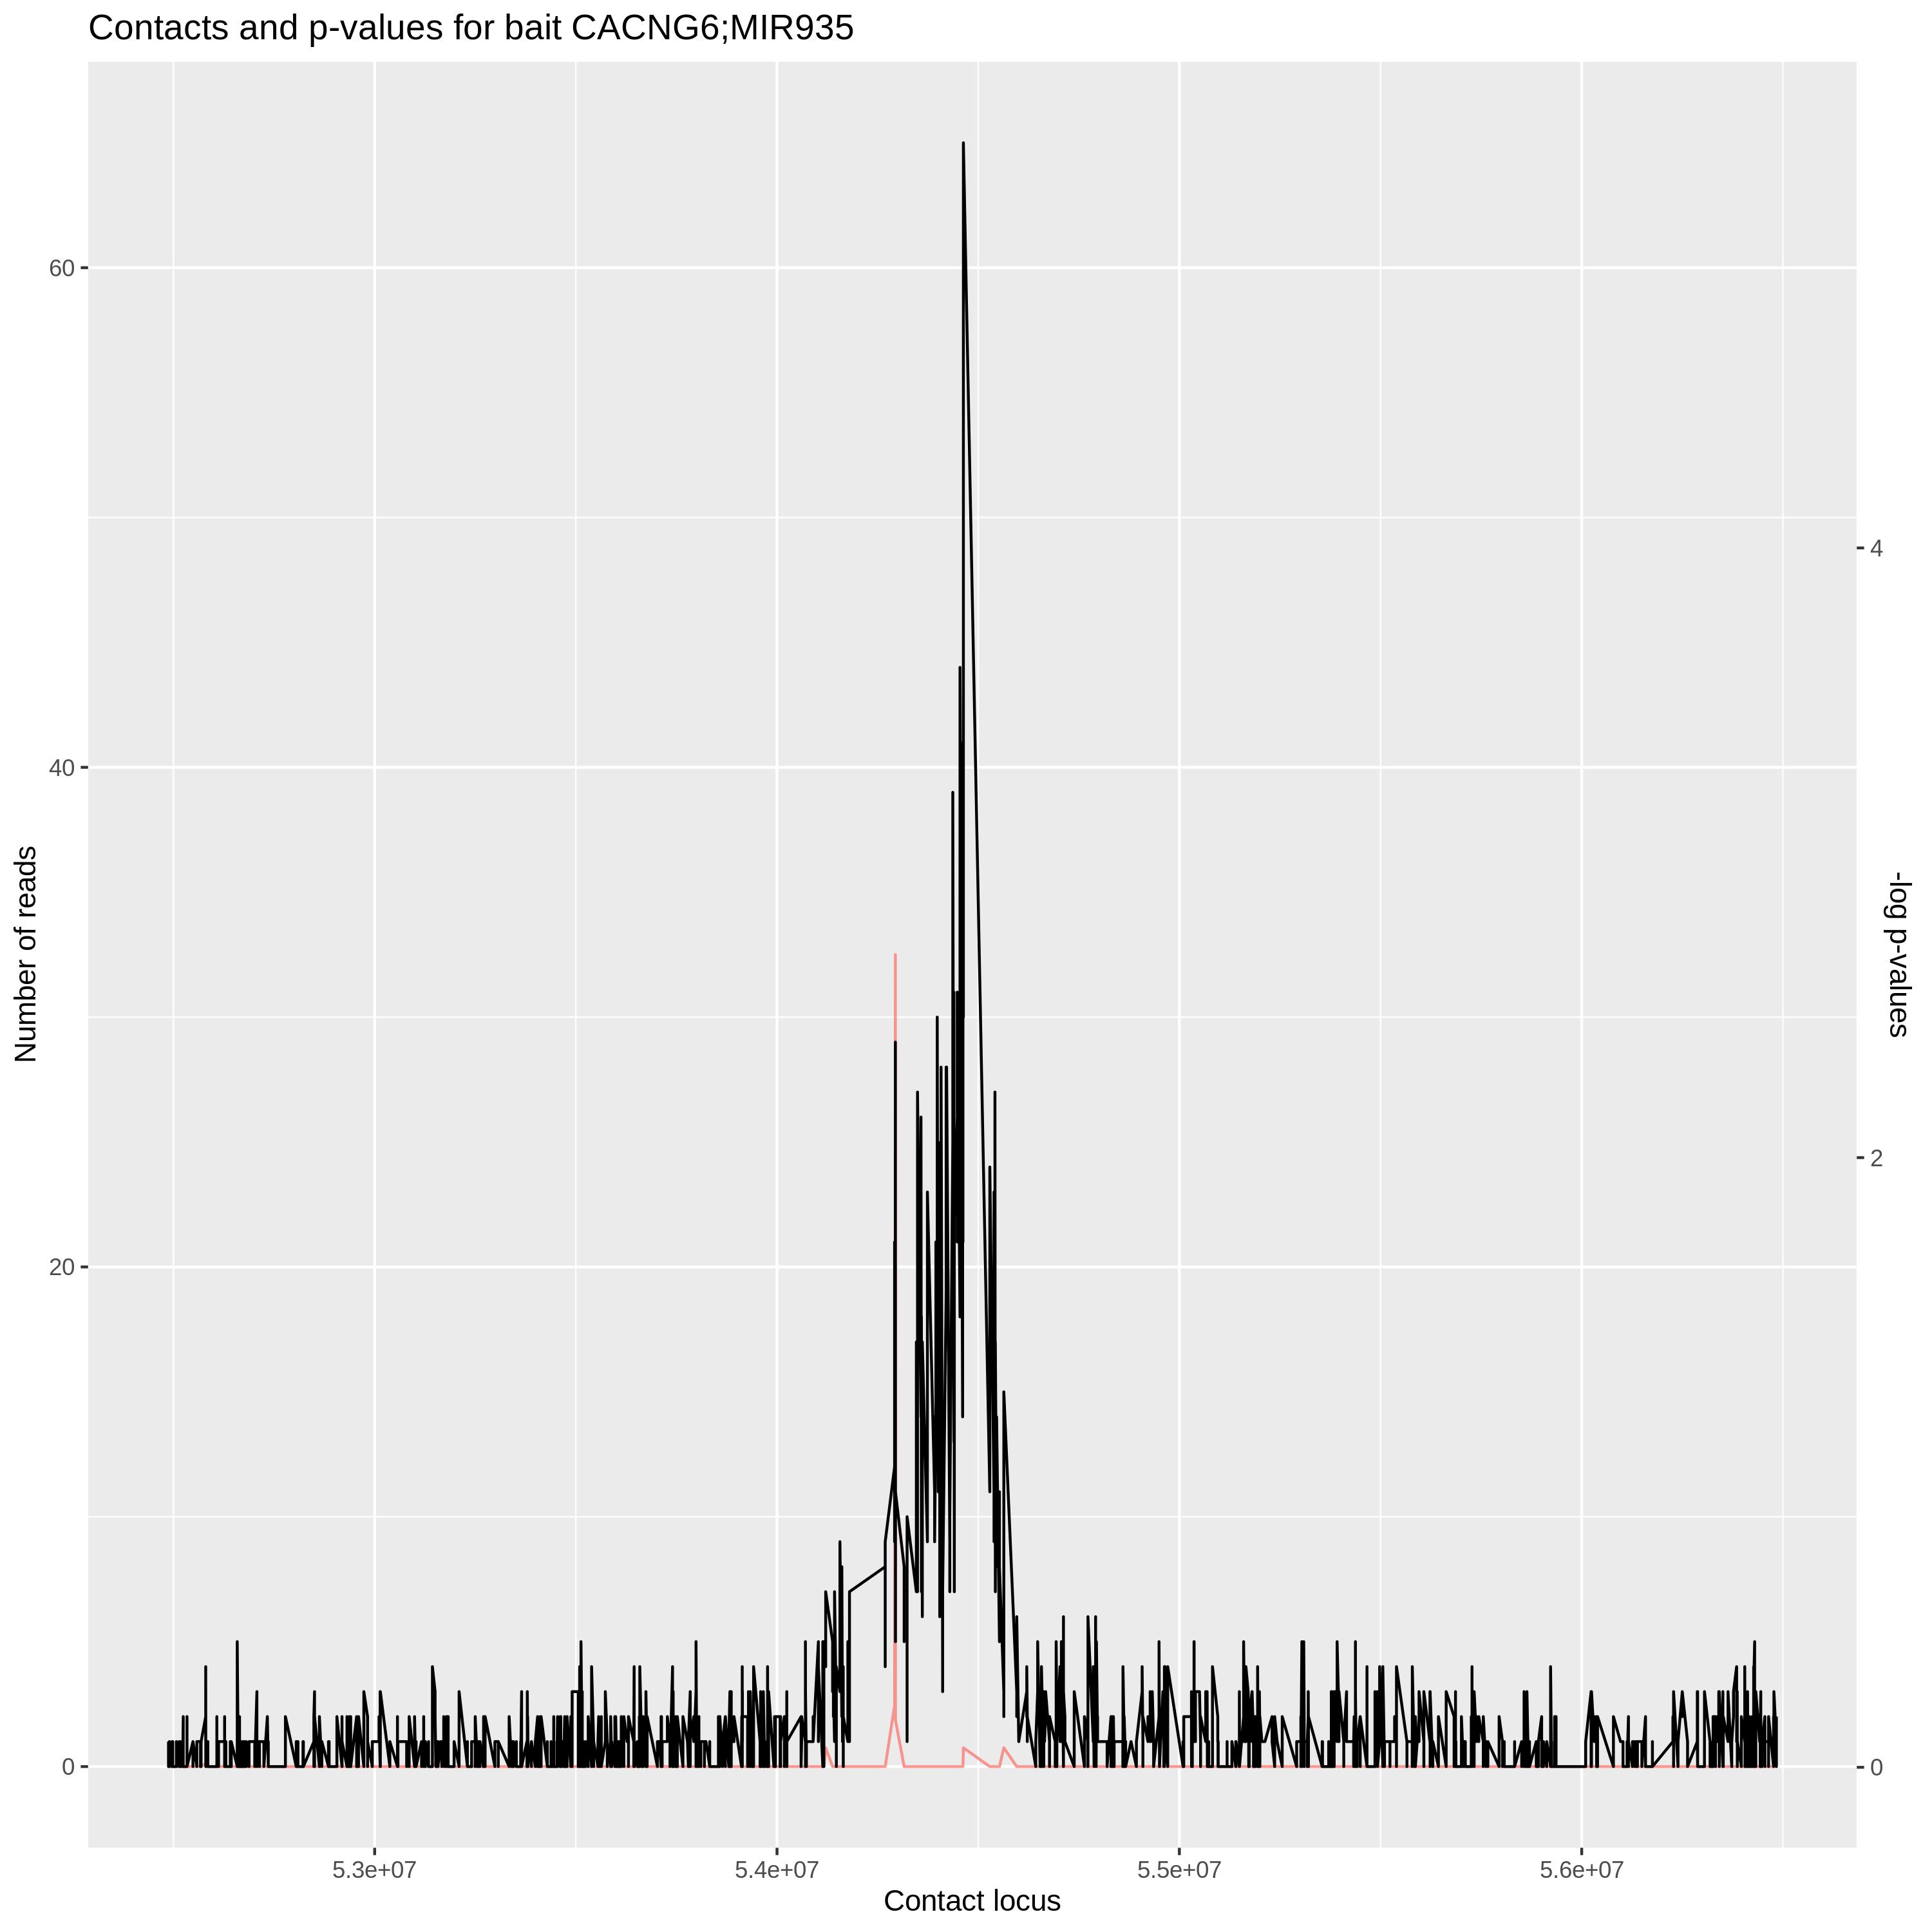 Contacts and p-values for bait CACNG6;MIR935
60
40
20
0
Number of reads
4
2
0
-log p-values
5.3e+07
5.4e+07
5.5e+07
5.6e+07
Contact locus